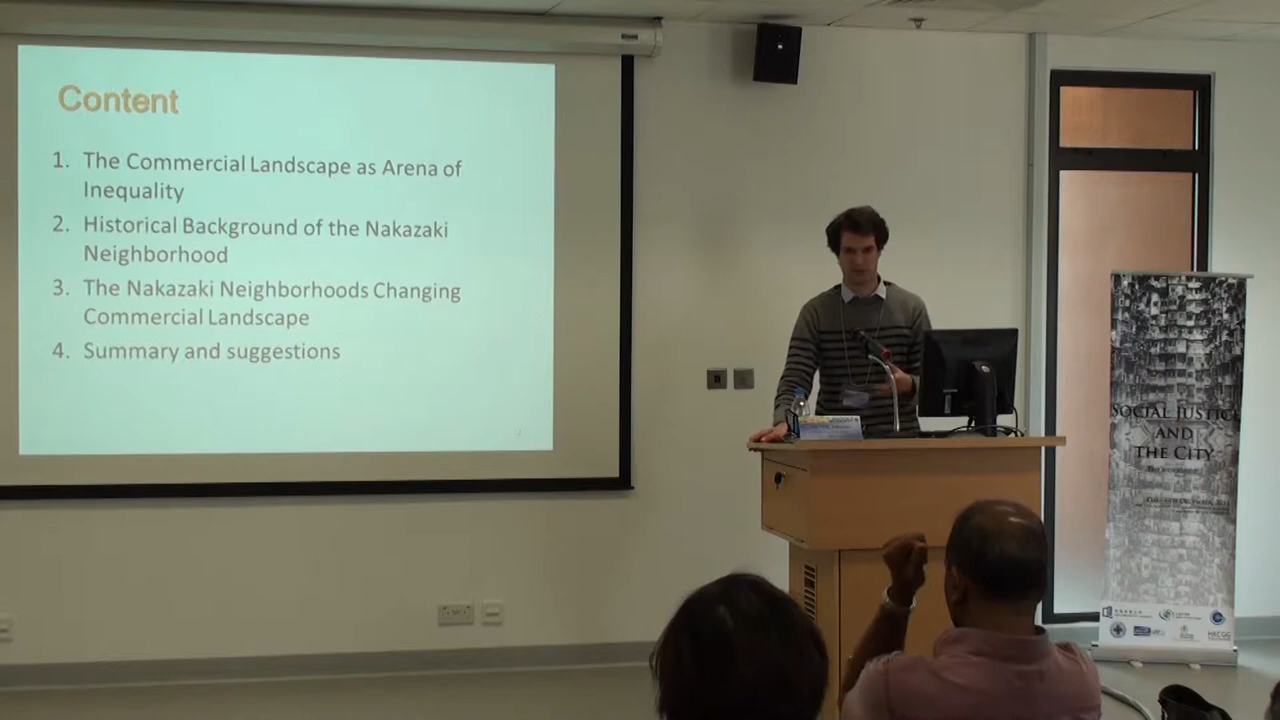 Content
1. The Commercial Landscape as Arena of
Inequality
2. Historical Background of the Nakazaki
Neighborhood
3. The Nakazaki Neighborhoods Changing
Commercial Landscape
4. Summary and suggestions
SOCIAL JUSTICE
AND
THE CITY
HKCGG